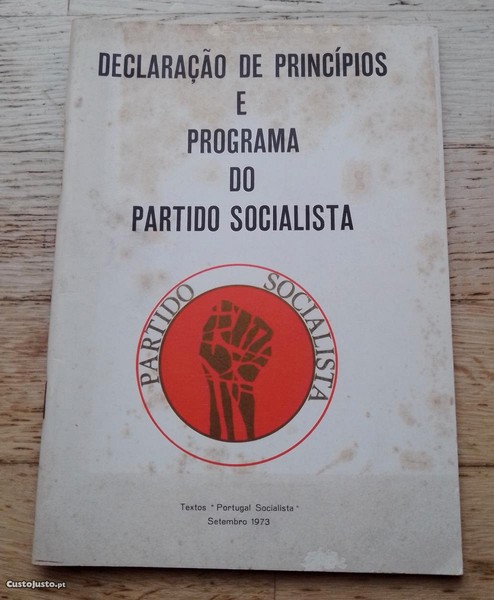 DECLARAÇÃO DE PRINCÍPIOS
E
PROGRAMA
DO
PARTIDO SOCIALISTA
PARTIDO SOCIALISTA
Textos "Portugal Socialista"
Setembro 1973
CustoJusto.pt